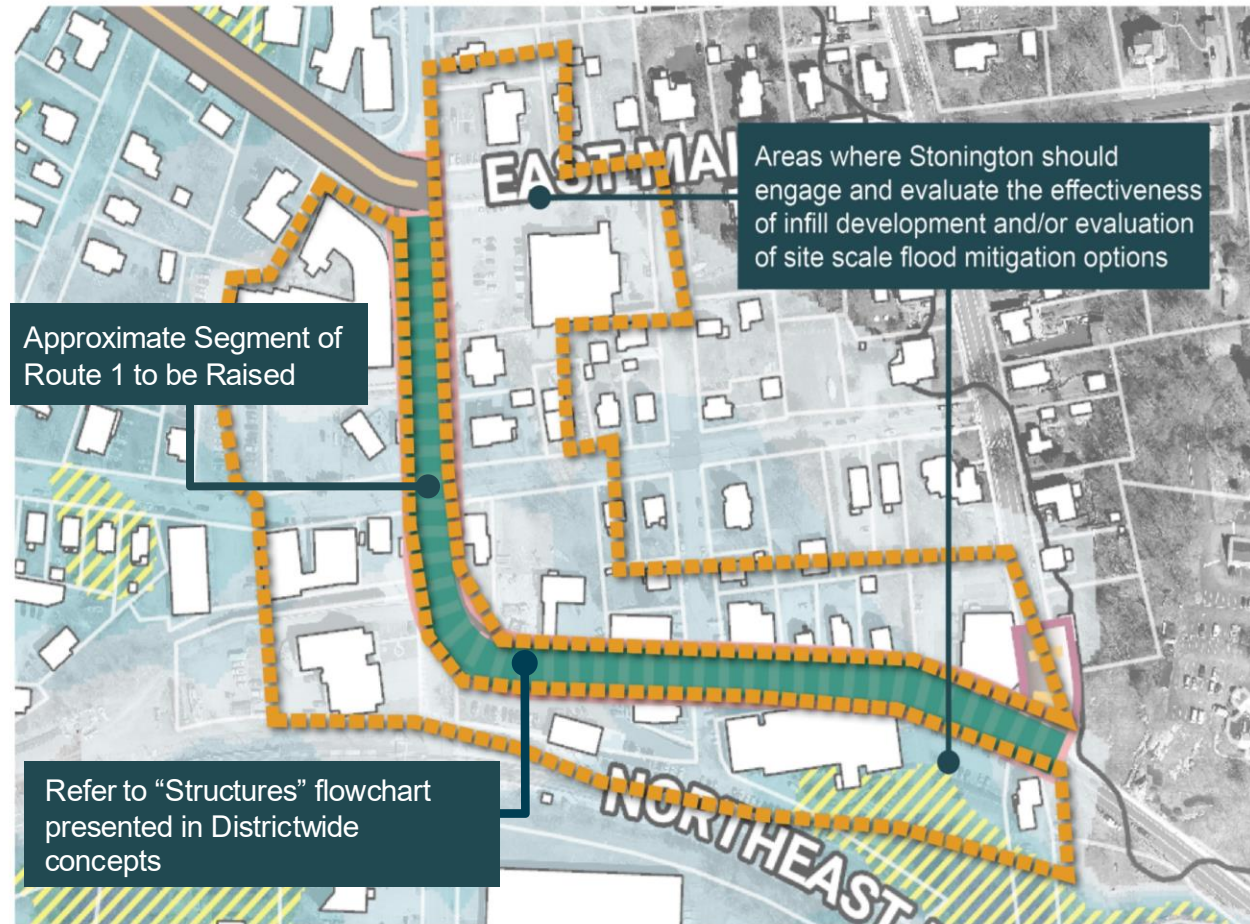 EAST MAI
Areas where Stonington should
engage and evaluate the effectiveness
of infill development and/or evaluation
of site scale flood mitigation options
Approximate Segment of
Route 1 to be Raised
Refer to “Structures” flowchart
presented in Districtwide
concepts
NORTHEAST